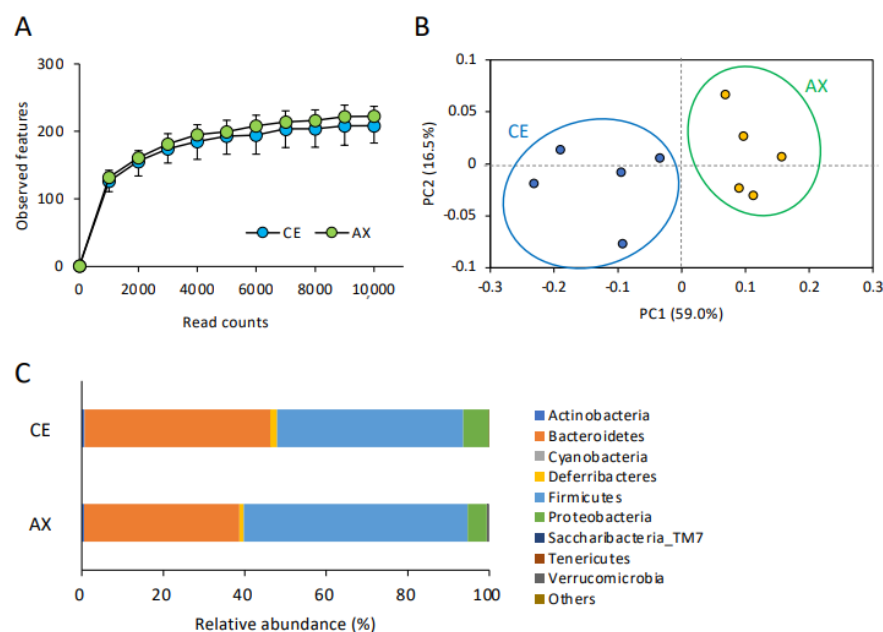 A
300
200
100
0
Observed features
CE
AX
0
2000
4000
6000
8000
10,000
Read counts
B
0.1
0.05
0
-0.05
-0.1
PC2 (16.5%)
CE
AX
-0.3
-0.2
-0.1
0
0.1
0.2
0.3
PC1 (59.0%)
C
CE
AX
0
20
40
60
80
100
Relative abundance (%)
Actinobacteria
Bacteroidetes
Cyanobacteria
Deferribacteres
Firmicutes
Proteobacteria
Saccharibacteria_TM7
Tenericutes
Verrucomicrobia
Others